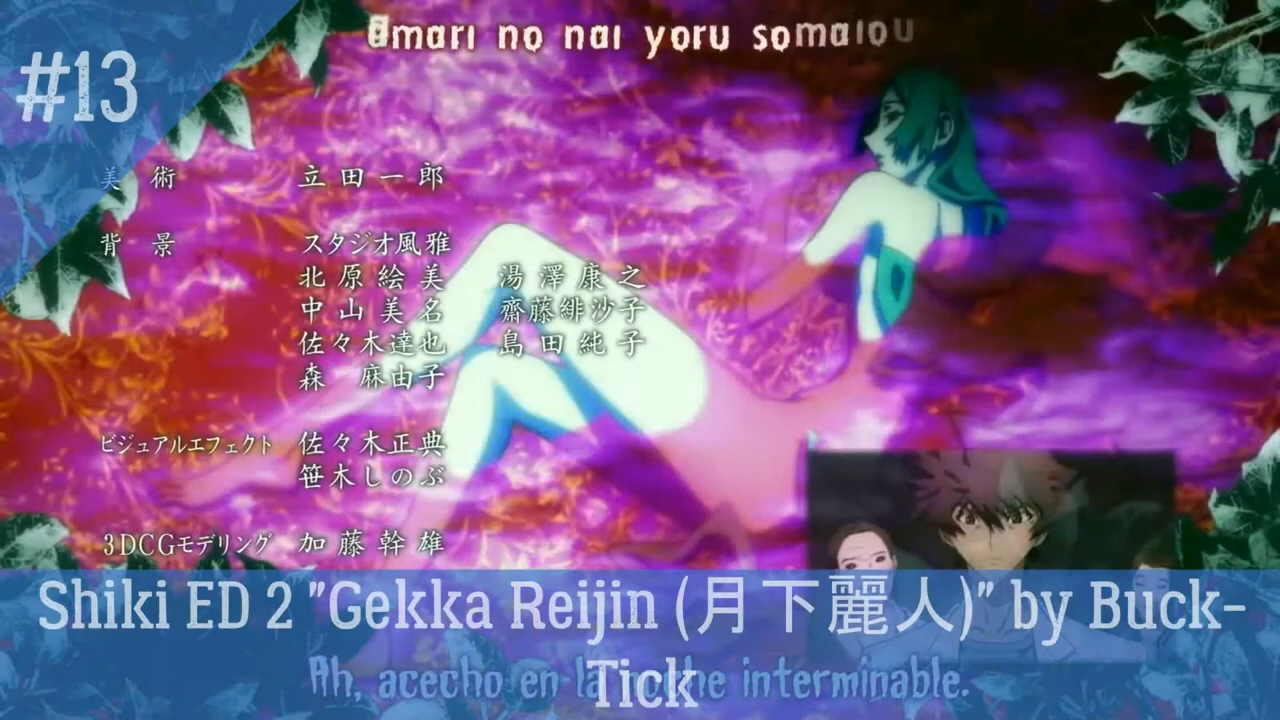 amari no nai yoru somaiou
#13
美術 立田一郎
背景 スタジオ風雅
北原絵美 湯澤康之
中山美名 齋藤緋沙子
佐々木達也 島田純子
森 麻由子
ビジュアルエフェクト 佐々木正典
笹木しのぶ
3DCGモデリング 加藤幹雄
Shiki ED 2 "Gekka Reijin (月下麗人)" by Buck-
Tick
Ah, acecho en la noche interminable.